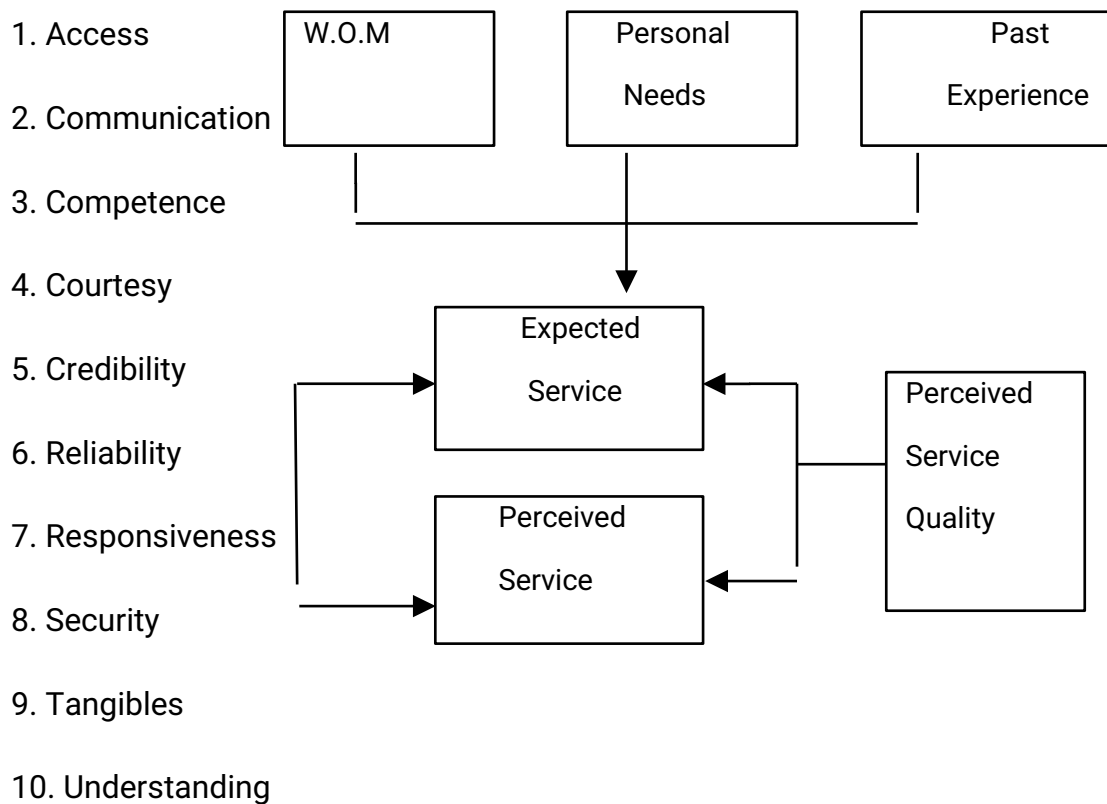 1. Access
2. Communication
3. Competence
4. Courtesy
5. Credibility
6. Reliability
7. Responsiveness
8. Security
9. Tangibles
10. Understanding
W.O.M
Personal
Needs
Past
Experience
Expected
Service
Perceived
Service
Perceived
Service
Quality